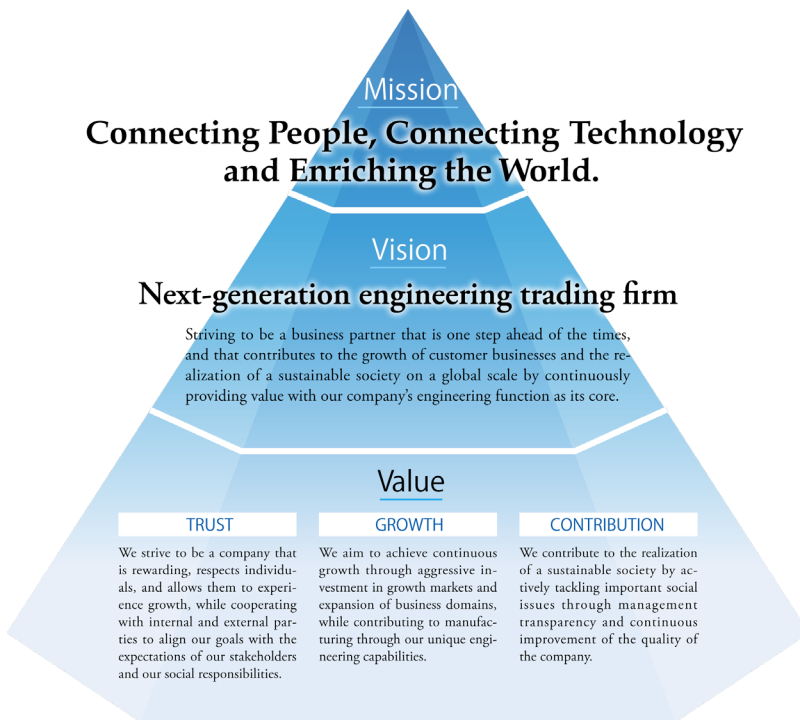 Mission
Connecting People, Connecting Technology
and Enriching the World.
Vision
Next-generation engineering trading firm
Striving to be a business partner that is one step ahead of the times,
and that contributes to the growth of customer businesses and the re-
alization of a sustainable society on a global scale by continuously
providing value with our company's engineering function as its core.
Value
TRUST
We strive to be a company that
is rewarding, respects individu-
als, and allows them to experi-
ence growth, while cooperating
with internal and external par-
ties to align our goals with the
expectations of our stakeholders
and our social responsibilities.
GROWTH
We aim to achieve continuous
growth through aggressive in-
vestment in growth markets and
expansion of business domains,
while contributing to manufac-
turing through our unique engi-
neering capabilities.
CONTRIBUTION
We contribute to the realization
of a sustainable society by ac-
tively tackling important social
issues through management
transparency and continuous
improvement of the quality of
the company.